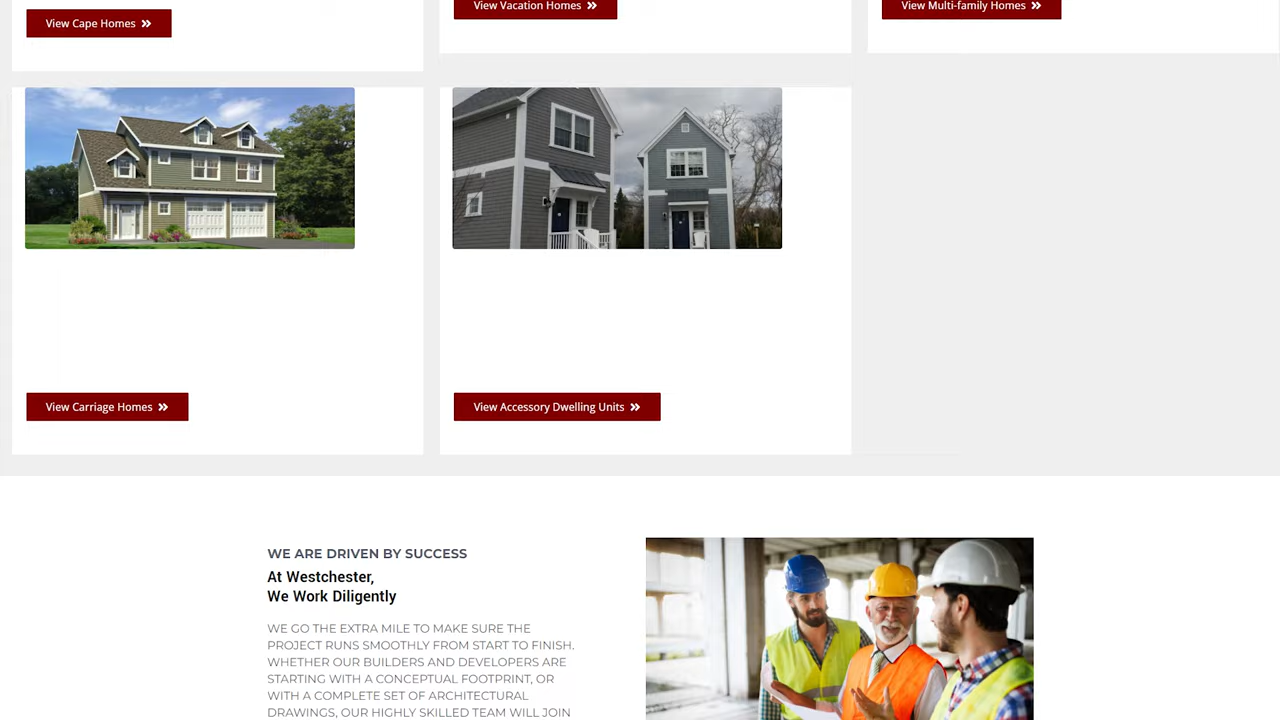 View Cape Homes
View Vacation Homes
View Multi-family Homes
View Carriage Homes
View Accessory Dwelling Units
WE ARE DRIVEN BY SUCCESS
At Westchester,
We Work Diligently
WE GO THE EXTRA MILE TO MAKE SURE THE
PROJECT RUNS SMOOTHLY FROM START TO FINISH.
WHETHER OUR BUILDERS AND DEVELOPERS ARE
STARTING WITH A CONCEPTUAL FOOTPRINT, OR
WITH A COMPLETE SET OF ARCHITECTURAL
DRAWINGS, OUR HIGHLY SKILLED TEAM WILL JOIN